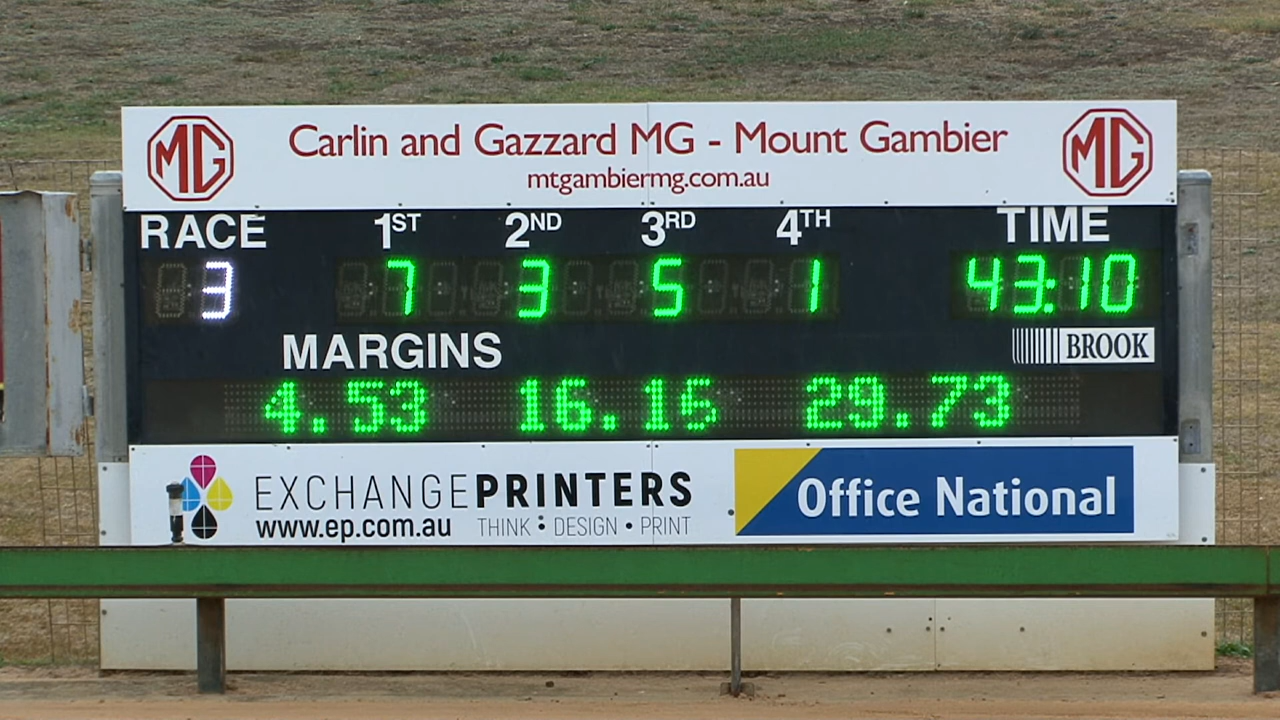 MG Carlin and Gazzard MG - Mount Gambier MG
mtgambiermg.com.au
RACE 1ST 2ND 3RD 4TH TIME
3 7 3 5 1 43:10
MARGINS BROOK
4.53 16.15 29.73
EXCHANGEPRINTERS Office National
www.ep.com.au THINK • DESIGN • PRINT